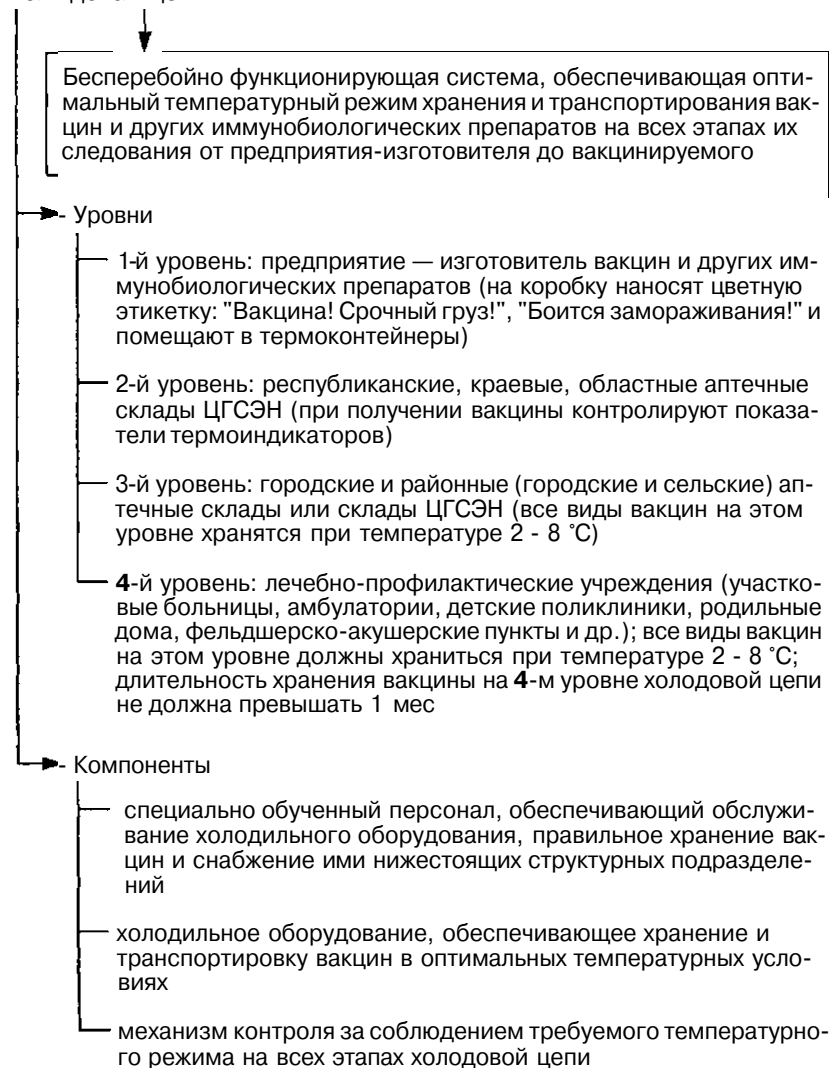 Бесперебойно функционирующая система, обеспечивающая опти-
мальный температурный режим хранения и транспортирования вак-
цин и других иммунобиологических препаратов на всех этапах их
следования от предприятия-изготовителя до вакцинируемого
- Уровни
1-й уровень: предприятие — изготовитель вакцин и других им-
мунобиологических препаратов (на коробку наносят цветную
этикетку: "Вакцина! Срочный груз!", "Боится замораживания!" и
помещают в термоконтейнеры)
2-й уровень: республиканские, краевые, областные аптечные
склады ЦГСЭН (при получении вакцины контролируют показа-
тели термоиндикаторов)
3-й уровень: городские и районные (городские и сельские) ап-
течные склады или склады ЦГСЭН (все виды вакцин на этом
уровне хранятся при температуре 2 - 8 °С)
4-й уровень: лечебно-профилактические учреждения (участко-
вые больницы, амбулатории, детские поликлиники, родильные
дома, фельдшерско-акушерские пункты и др.); все виды вакцин
на этом уровне должны храниться при температуре 2 - 8 °С;
длительность хранения вакцины на 4-м уровне холодовой цепи
не должна превышать 1 мес
- Компоненты
специально обученный персонал, обеспечивающий обслужи-
вание холодильного оборудования, правильное хранение вак-
цин и снабжение ими нижестоящих структурных подразделе-
ний
холодильное оборудование, обеспечивающее хранение и
транспортировку вакцин в оптимальных температурных усло-
виях
механизм контроля за соблюдением требуемого температурно-
го режима на всех этапах холодовой цепи